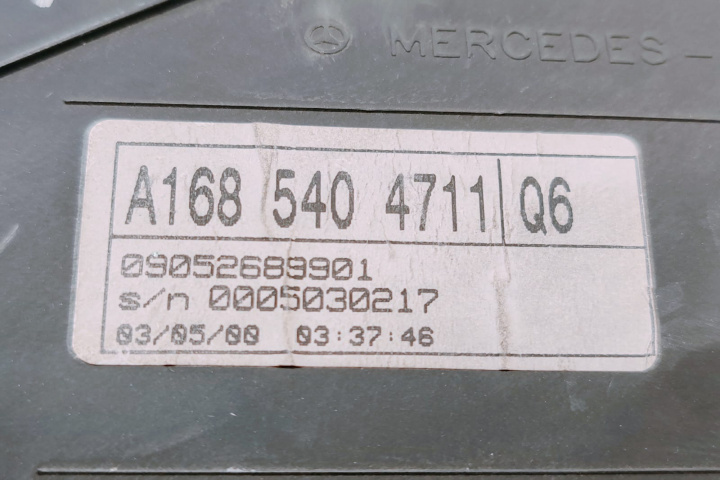 MERCEDES-
A168 540 4711 Q6
09052689901
s/n 0005030217
03/05/00 03:37:46